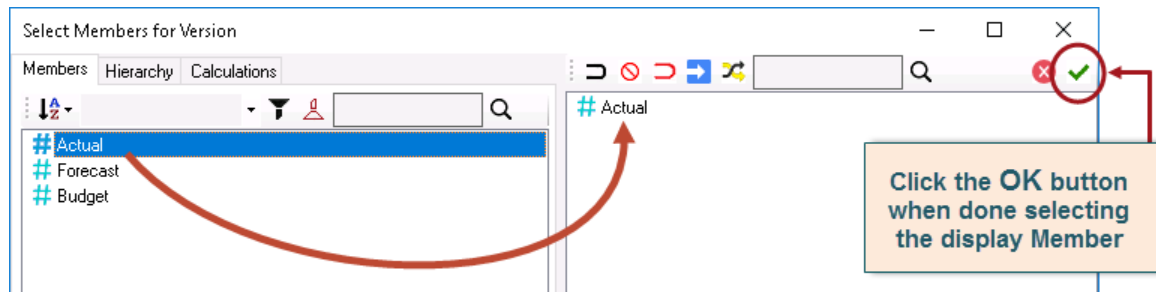 Select Members for Version
Members Hierarchy Calculations
# Actual
# Forecast
# Budget
# Actual
Click the OK button
when done selecting
the display Member